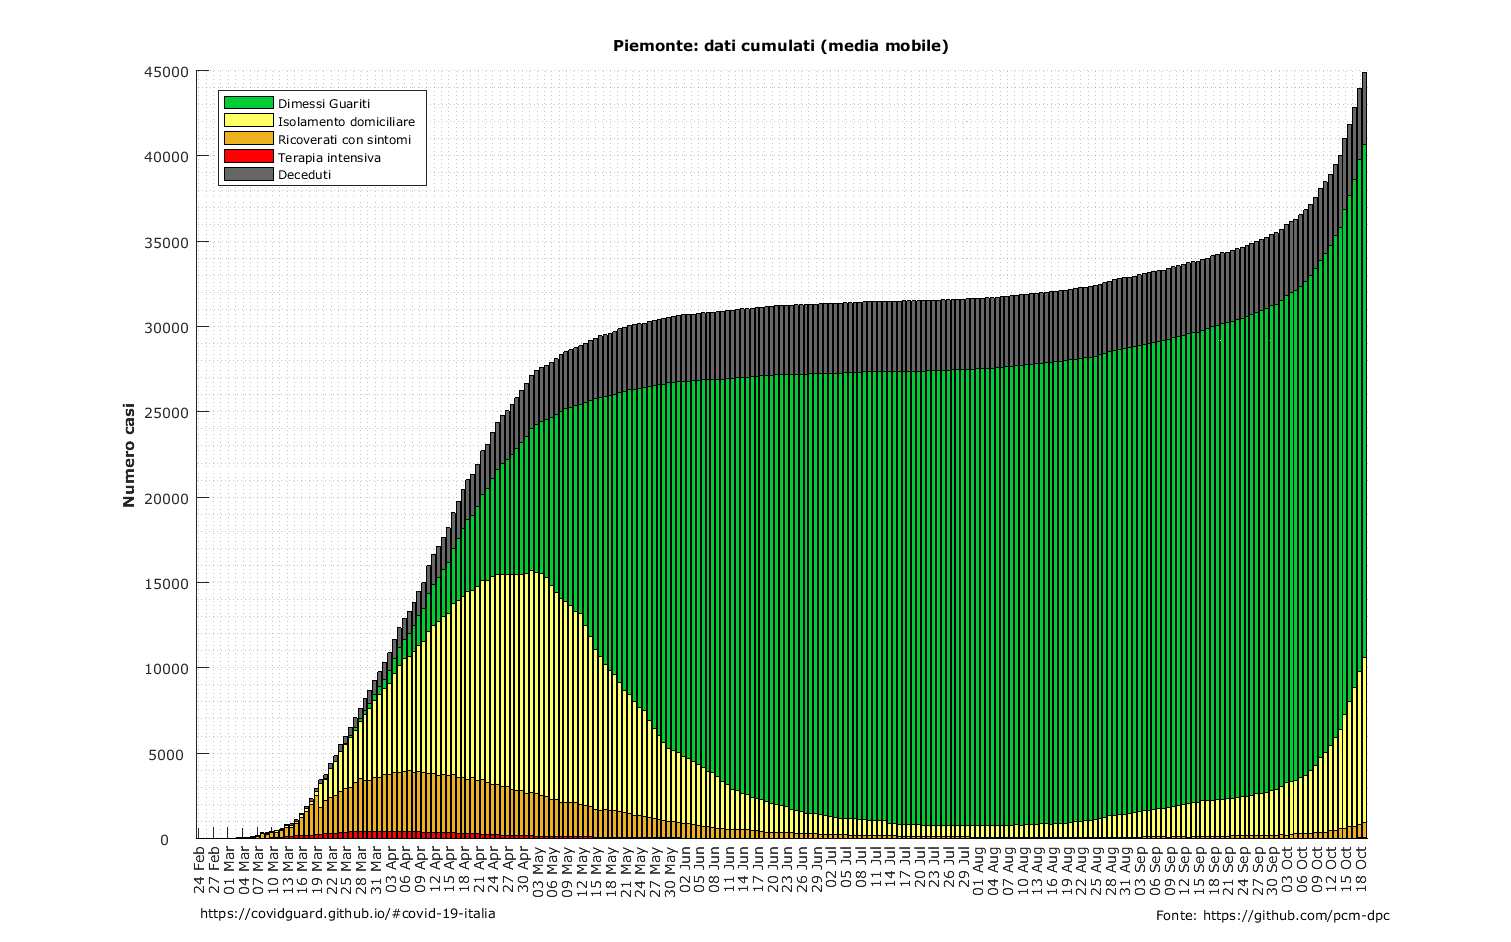 Piemonte: dati cumulati (media mobile)
45000
40000
35000
30000
25000
20000
15000
10000
5000
0
Numero casi
Dimessi Guariti
Isolamento domiciliare
Ricoverati con sintomi
Terapia intensiva
Deceduti
24 Feb
27 Feb
01 Mar
04 Mar
07 Mar
10 Mar
13 Mar
16 Mar
19 Mar
22 Mar
25 Mar
28 Mar
31 Mar
03 Apr
06 Apr
09 Apr
12 Apr
15 Apr
18 Apr
21 Apr
24 Apr
27 Apr
30 Apr
03 May
06 May
09 May
12 May
15 May
18 May
21 May
24 May
27 May
30 May
02 Jun
05 Jun
08 Jun
11 Jun
14 Jun
17 Jun
20 Jun
23 Jun
26 Jun
29 Jun
02 Jul
05 Jul
08 Jul
11 Jul
14 Jul
17 Jul
20 Jul
23 Jul
26 Jul
29 Jul
01 Aug
04 Aug
07 Aug
10 Aug
13 Aug
16 Aug
19 Aug
22 Aug
25 Aug
28 Aug
31 Aug
03 Sep
06 Sep
09 Sep
12 Sep
15 Sep
18 Sep
21 Sep
24 Sep
27 Sep
30 Sep
03 Oct
06 Oct
09 Oct
12 Oct
15 Oct
18 Oct
https://covidguard.github.io/#covid-19-italia
Fonte: https://github.com/pcm-dpc